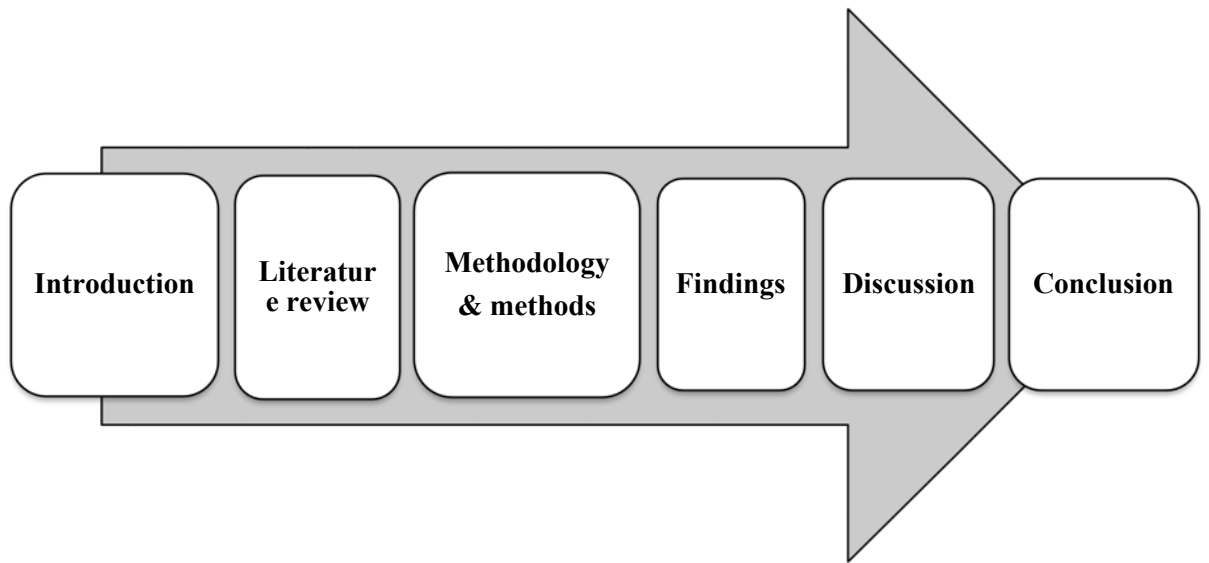 Introduction
Literatur
e review
Methodology
& methods
Findings
Discussion
Conclusion